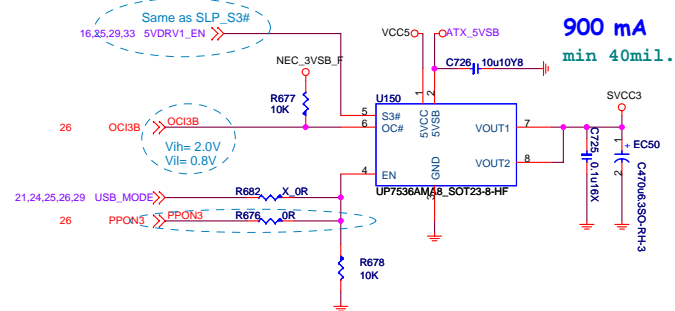 Same as SLP_S3#
16,25,29,33 5VDRV1_EN
VCC5
ATX_5VSB
900 mA
min 40mil.
NEC_3VSB_F
C726 10u10Y8
R677
10K
U150
SVCC3
26 OCI3B OCI3B
5 S3#
6 OC#
1 2
5VCC
5VSB
VOUT1 7
VOUT2 8
C725
0.1u16X
1
+ EC50
2
C470u6.3SO-RH-3
Vih= 2.0V
Vil= 0.8V
4 EN
GND
3
UP7536AMA8_SOT23-8-HF
21,24,25,26,29 USB_MODE
R682 X_0R
26 PPON3 PPON3
R676 0R
R678
10K